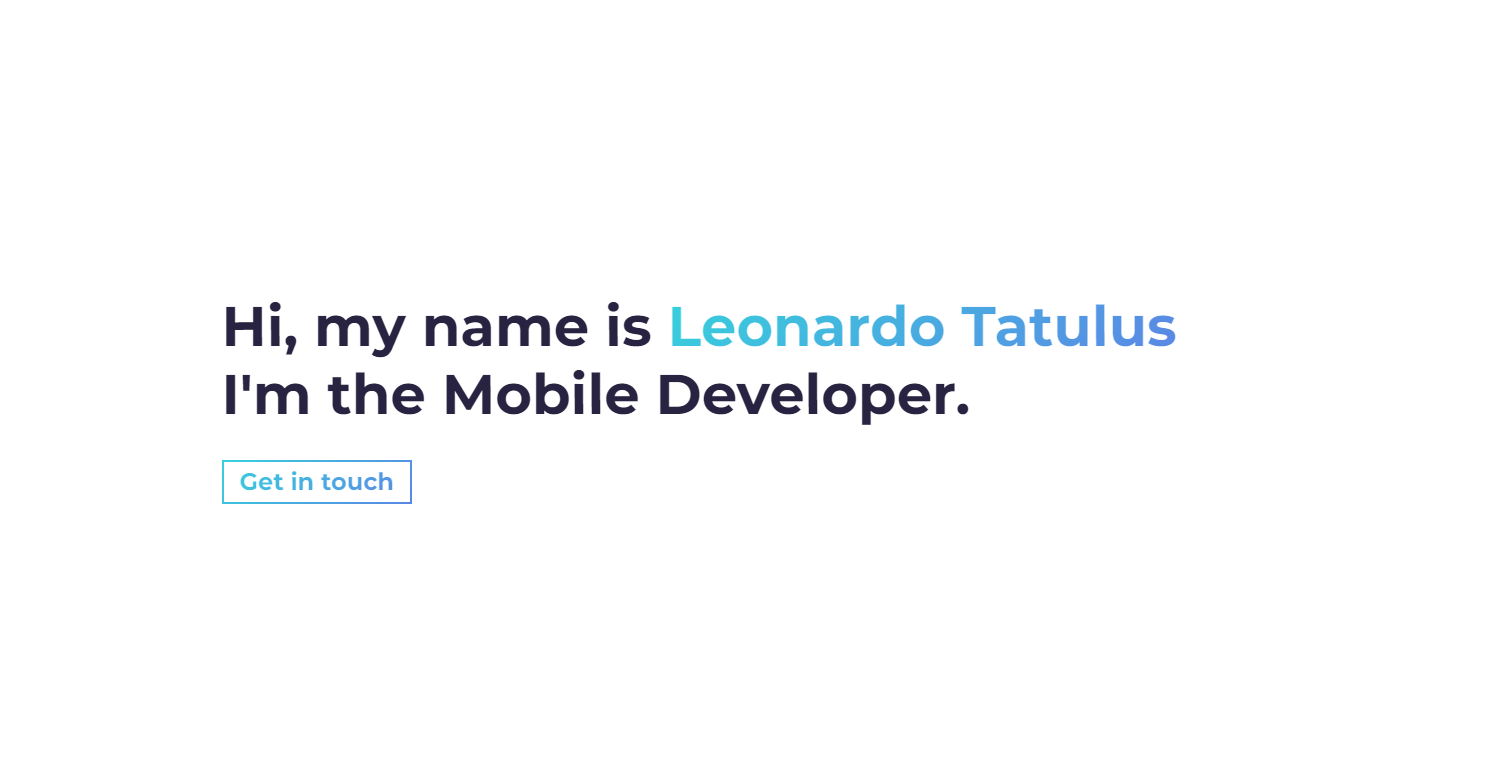 Hi, my name is Leonardo Tatulus
I'm the Mobile Developer.
Get in touch